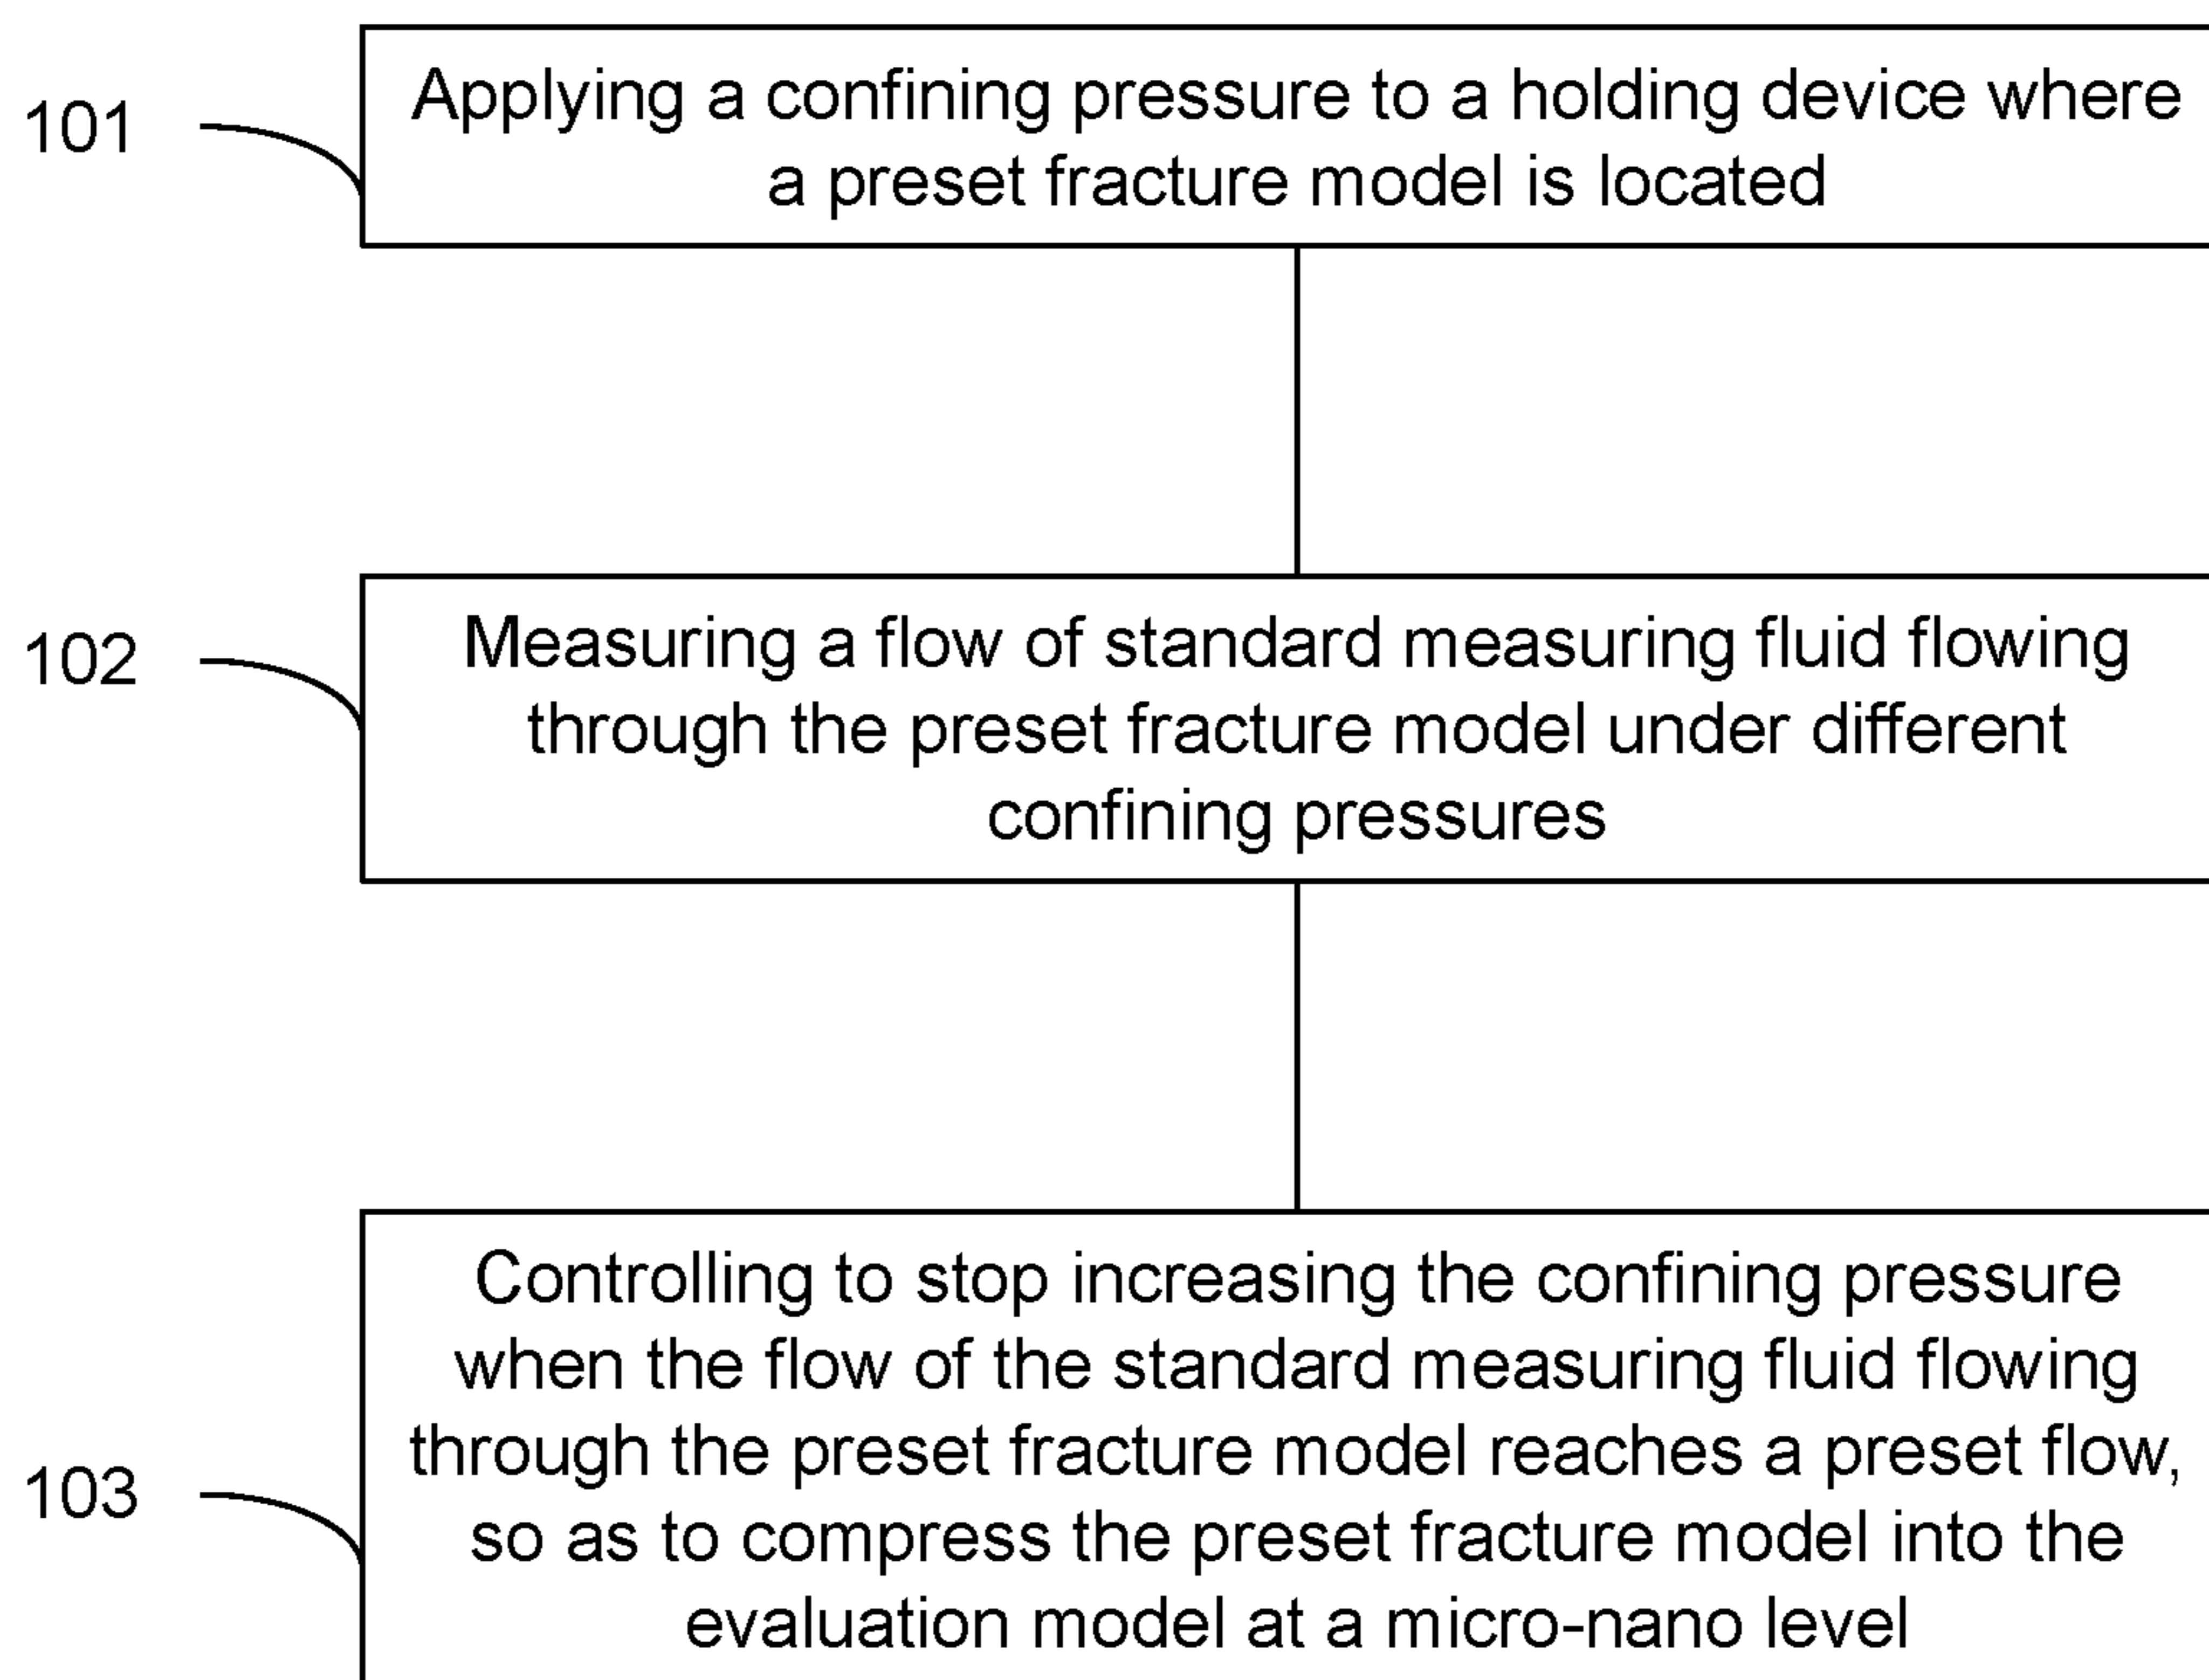 101
Applying a confining pressure to a holding device where
a preset fracture model is located
102
Measuring a flow of standard measuring fluid flowing
through the preset fracture model under different
confining pressures
103
Controlling to stop increasing the confining pressure
when the flow of the standard measuring fluid flowing
through the preset fracture model reaches a preset flow,
so as to compress the preset fracture model into the
evaluation model at a micro-nano level